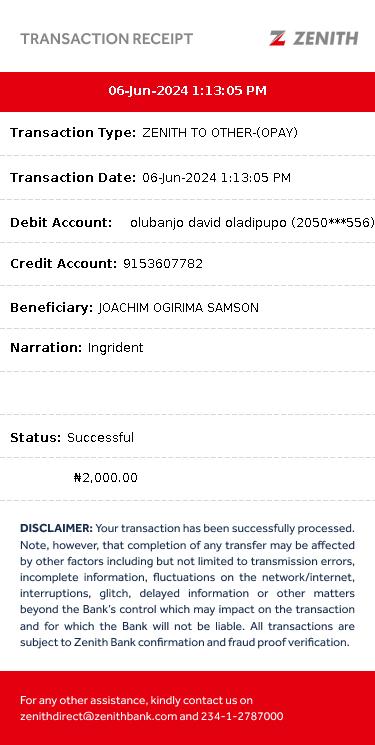 TRANSACTION RECEIPT ZENITH
06-Jun-2024 1:13:05 PM
Transaction Type: ZENITH TO OTHER-(OPAY)
Transaction Date: 06-Jun-2024 1:13:05 PM
Debit Account: olubanjo david oladipupo (2050***556)
Credit Account: 9153607782
Beneficiary: JOACHIM OGIRIMA SAMSON
Narration: Ingrident
Status: Successful
₦2,000.00
DISCLAIMER: Your transaction has been successfully processed.
Note, however, that completion of any transfer may be affected
by other factors including but not limited to transmission errors,
incomplete information, fluctuations on the network/internet,
interruptions, glitch, delayed information or other matters
beyond the Bank's control which may impact on the transaction
and for which the Bank will not be liable. All transactions are
subject to Zenith Bank confirmation and fraud proof verification.
For any other assistance, kindly contact us on
zenithdirect@zenithbank.com and 234-1-2787000